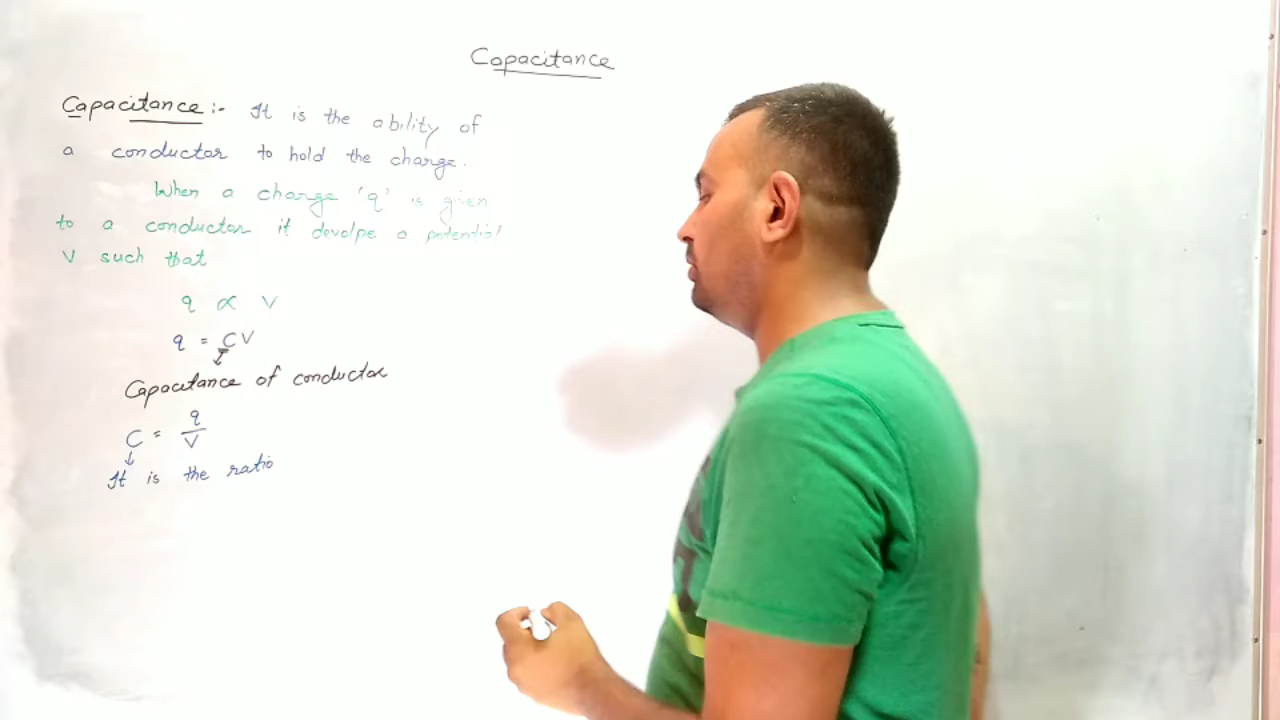 Capacitance
Capacitance :- It is the ability of
a conductor to hold the charge.
When a charge 'q' is given
to a conductor it devolpe a potential
V such that
q ∝ V
q = CV
↓
Capacitance of conductor
C = q/V
↓
It is the ratio